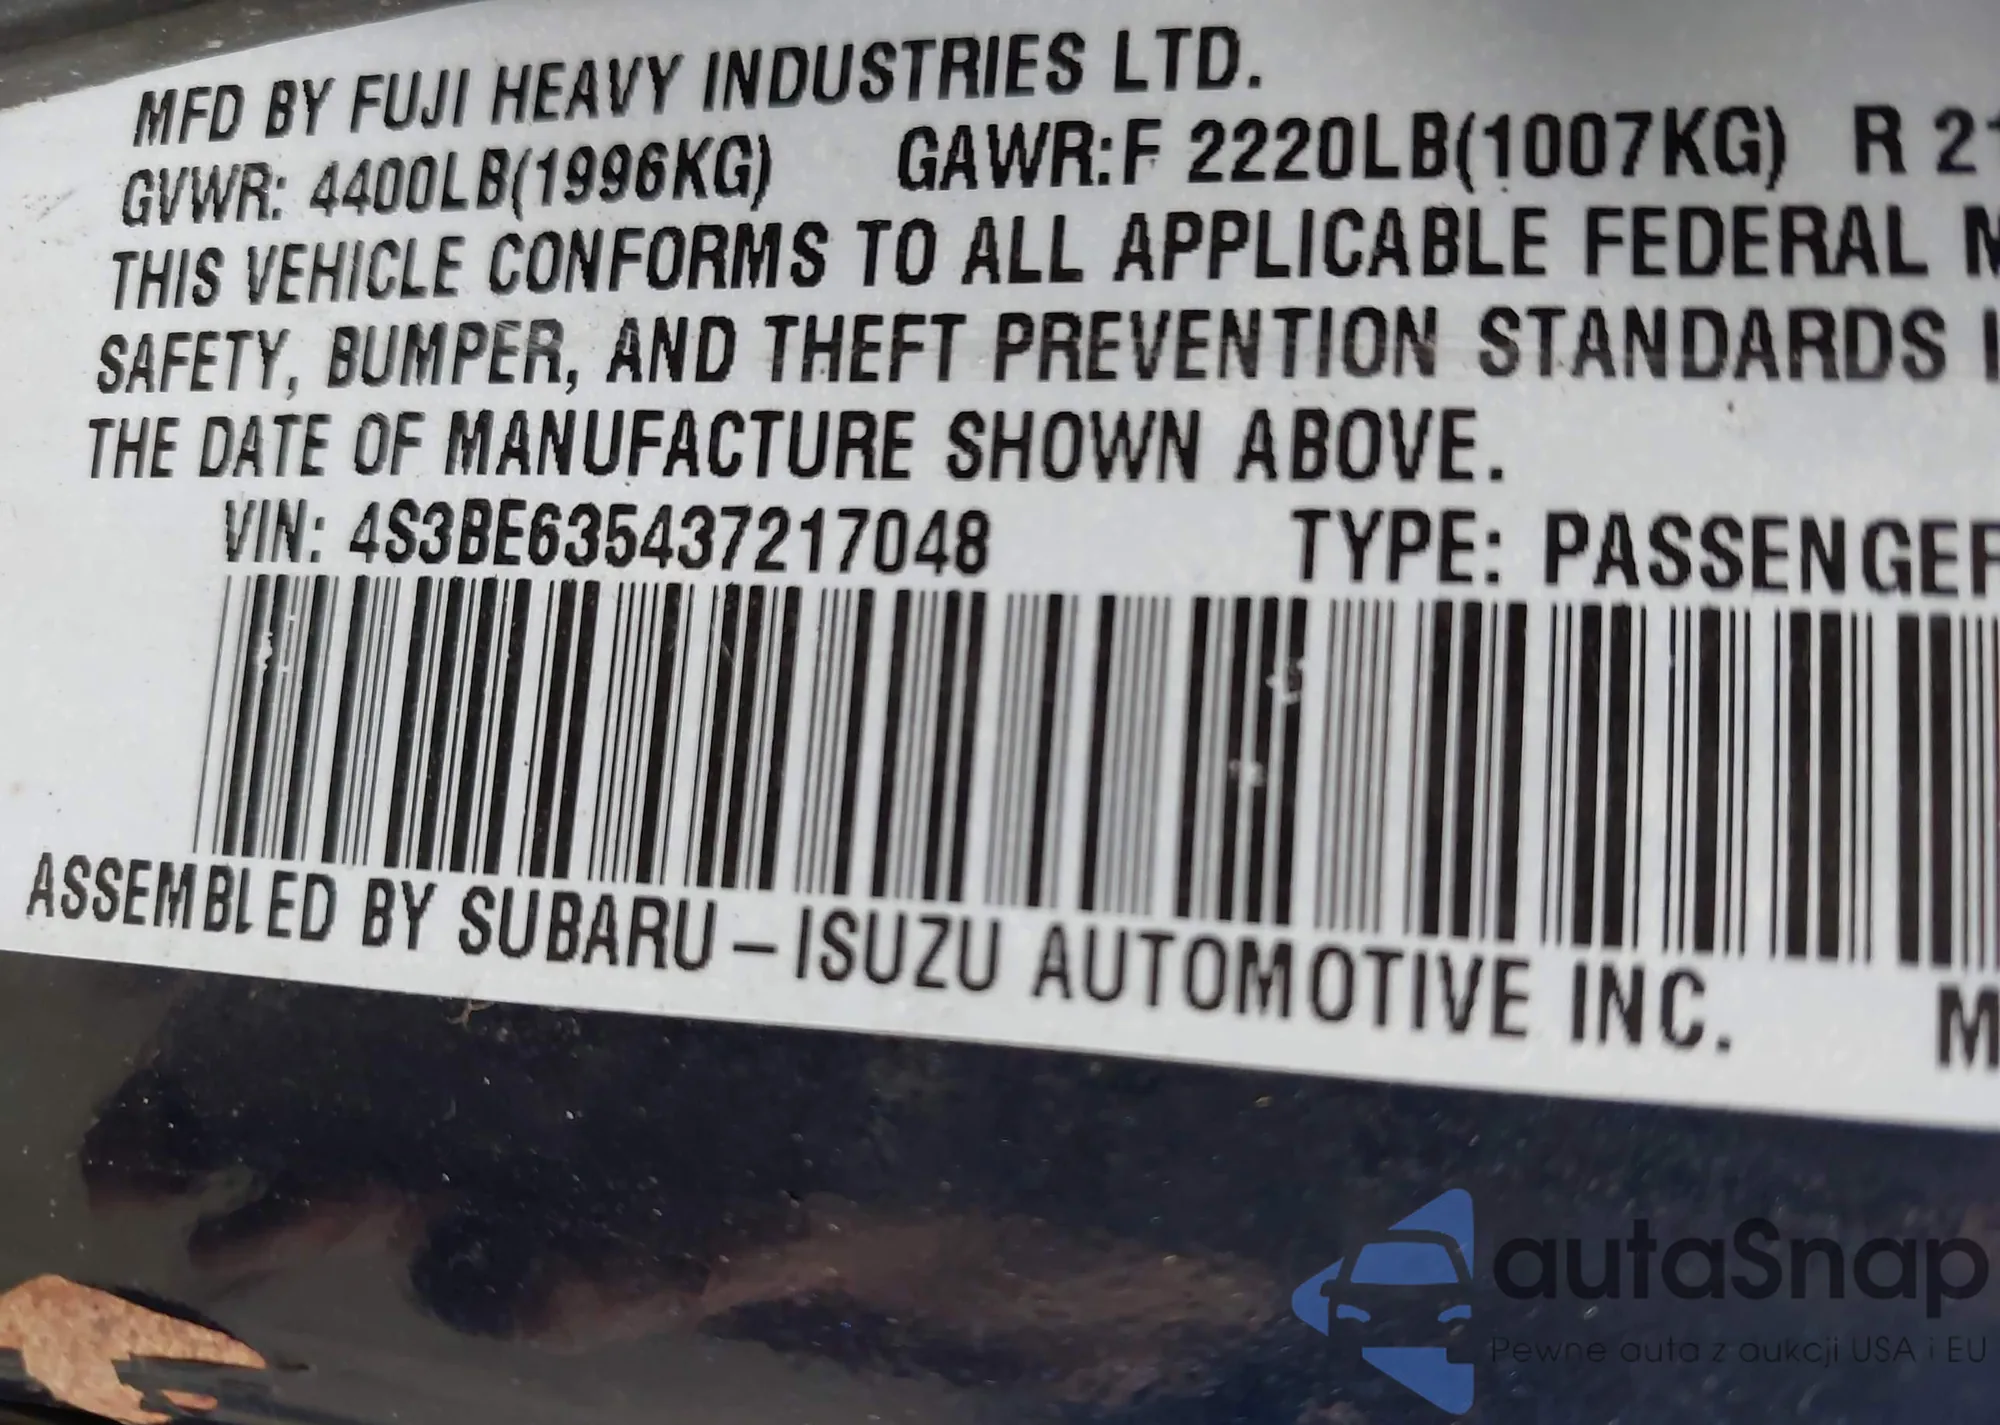 MFD BY FUJI HEAVY INDUSTRIES LTD.
GVWR: 4400LB(1996KG) GAWR:F 2220LB(1007KG) R 21
THIS VEHICLE CONFORMS TO ALL APPLICABLE FEDERAL M
SAFETY, BUMPER, AND THEFT PREVENTION STANDARDS I
THE DATE OF MANUFACTURE SHOWN ABOVE.
VIN: 4S3BE635437217048 TYPE: PASSENGER
ASSEMBLED BY SUBARU – ISUZU AUTOMOTIVE INC. M
autaSnap
Pewne auta z aukcji USA i EU